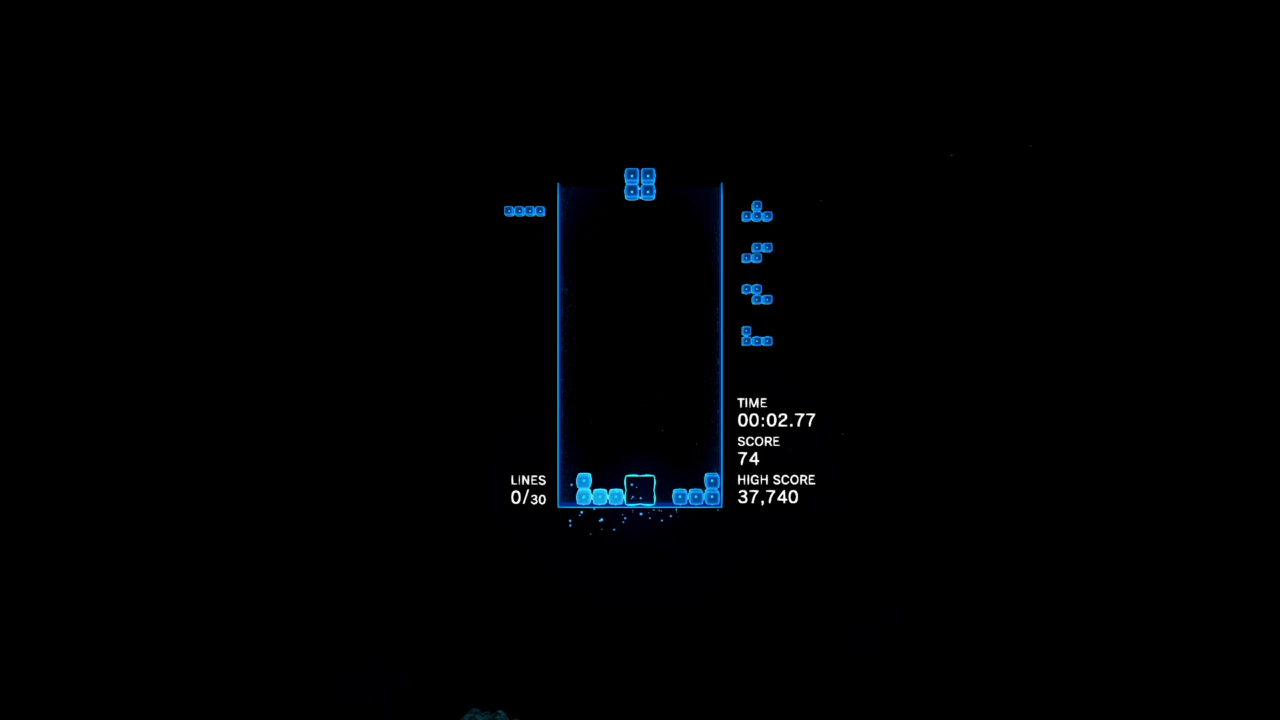 LINES
0/30
TIME
00:02.77
SCORE
74
HIGH SCORE
37,740